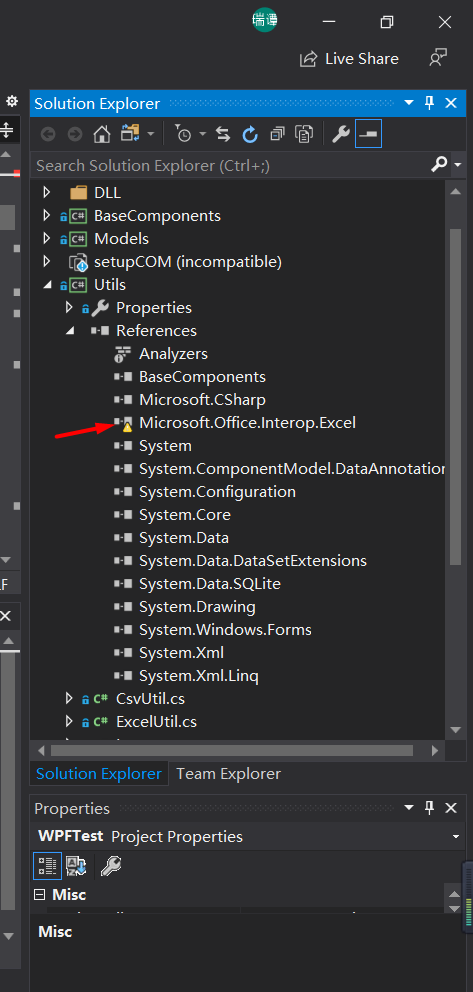 瑞谭
Live Share
Solution Explorer
Search Solution Explorer (Ctrl+;)
DLL
C# BaseComponents
C# Models
setupCOM (incompatible)
C# Utils
Properties
References
Analyzers
BaseComponents
Microsoft.CSharp
Microsoft.Office.Interop.Excel
System
System.ComponentModel.DataAnnotation
System.Configuration
System.Core
System.Data
System.Data.DataSetExtensions
System.Data.SQLite
System.Drawing
System.Windows.Forms
System.Xml
System.Xml.Linq
C# CsvUtil.cs
C# ExcelUtil.cs
LF
Solution Explorer Team Explorer
Properties
WPFTest Project Properties
Misc
Misc